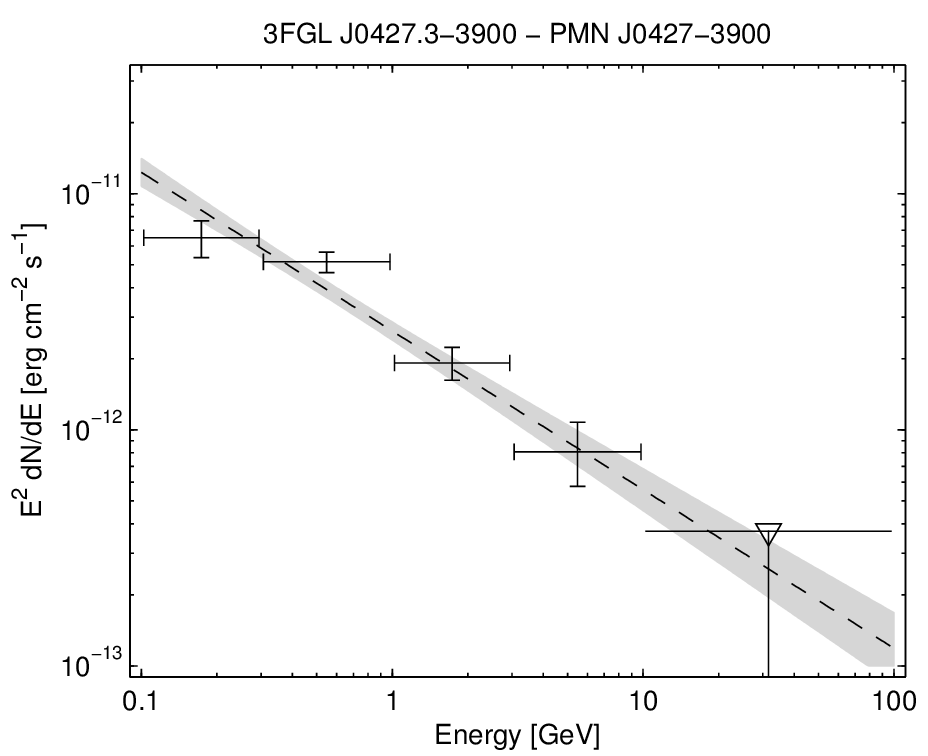 3FGL J0427.3−3900 − PMN J0427−3900
E² dN/dE [erg cm⁻² s⁻¹]
10⁻¹¹
10⁻¹²
10⁻¹³
0.1 1 10 100
Energy [GeV]